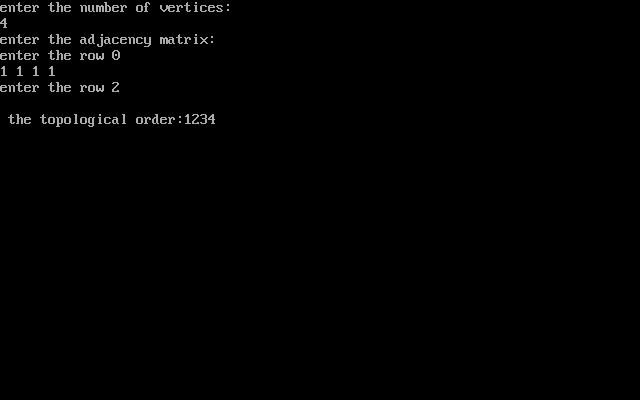 enter the number of vertices:
4
enter the adjacency matrix:
enter the row 0
1 1 1 1
enter the row 2
the topological order:1234